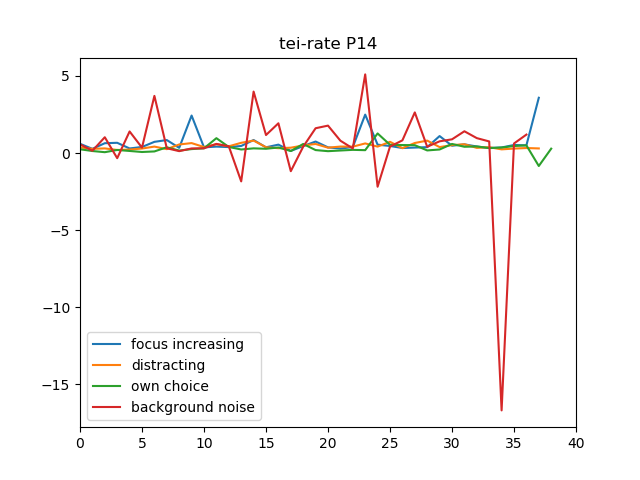 tei-rate P14
5
0
−5
−10
−15
focus increasing
distracting
own choice
background noise
0 5 10 15 20 25 30 35 40